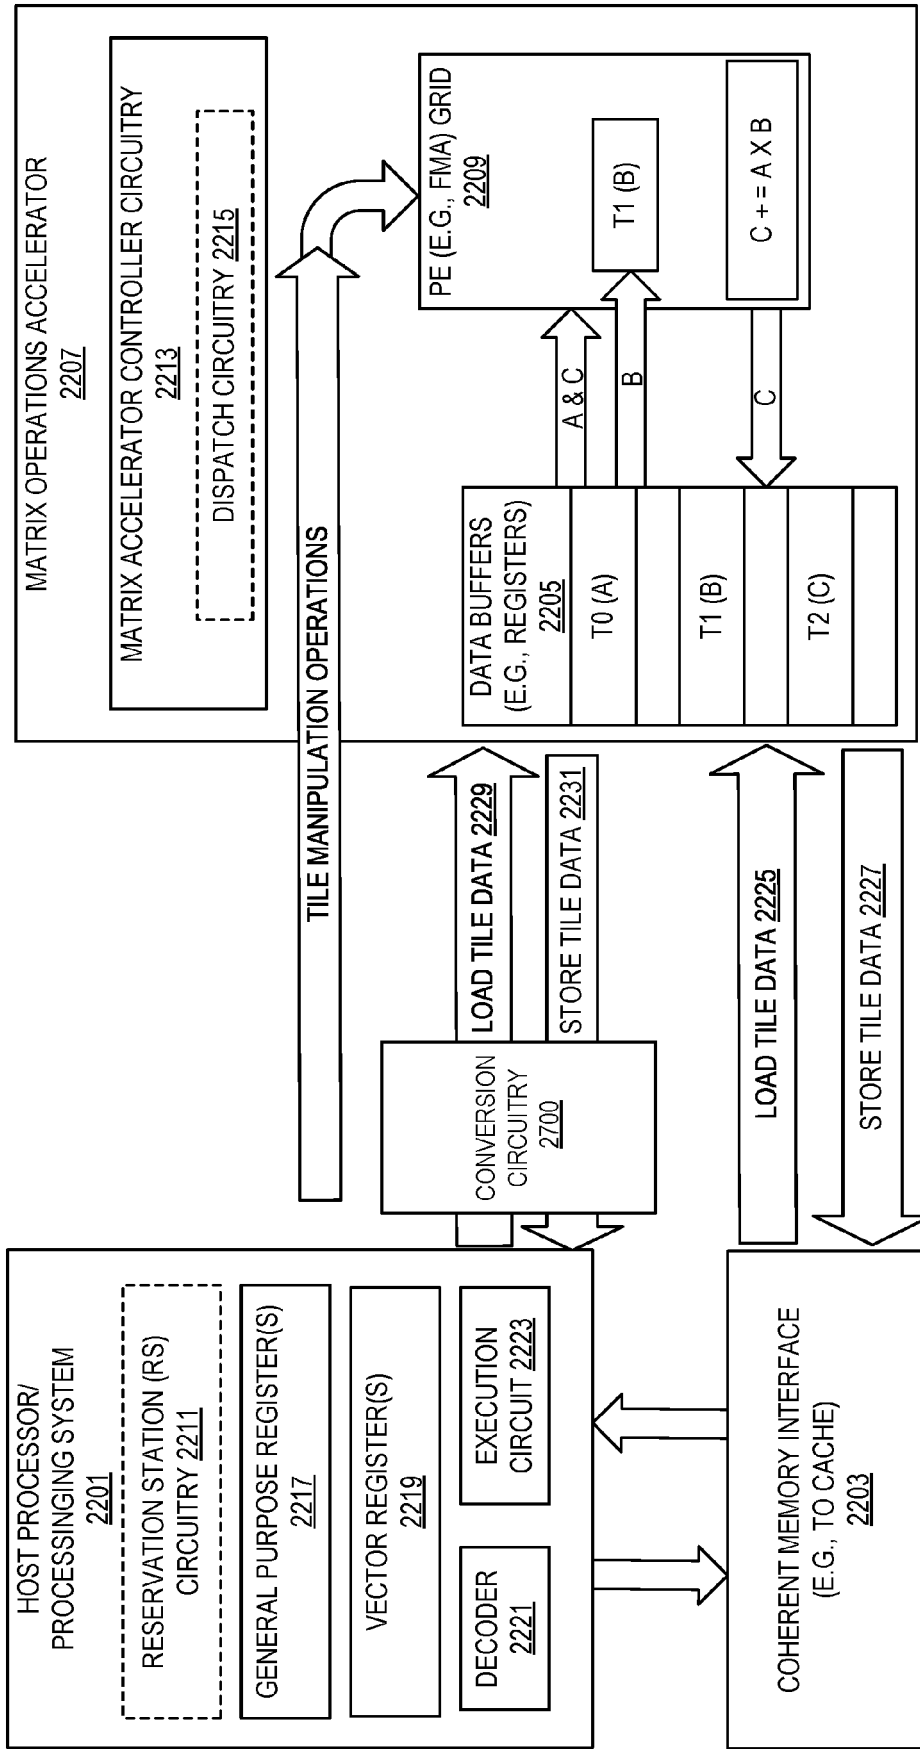 HOST PROCESSOR/
PROCESSINGING SYSTEM
2201
RESERVATION STATION (RS)
CIRCUITRY 2211
GENERAL PURPOSE REGISTER(S)
2217
VECTOR REGISTER(S)
2219
DECODER
2221
EXECUTION
CIRCUIT 2223
COHERENT MEMORY INTERFACE
(E.G., TO CACHE)
2203
TILE MANIPULATION OPERATIONS
CONVERSION
CIRCUITRY
2700
LOAD TILE DATA 2229
STORE TILE DATA 2231
LOAD TILE DATA 2225
STORE TILE DATA 2227
MATRIX OPERATIONS ACCELERATOR
2207
MATRIX ACCELERATOR CONTROLLER CIRCUITRY
2213
DISPATCH CIRCUITRY 2215
DATA BUFFERS
(E.G., REGISTERS)
2205
T0 (A)
T1 (B)
T2 (C)
A & C
B
C
PE (E.G., FMA) GRID
2209
T1 (B)
C + = A X B